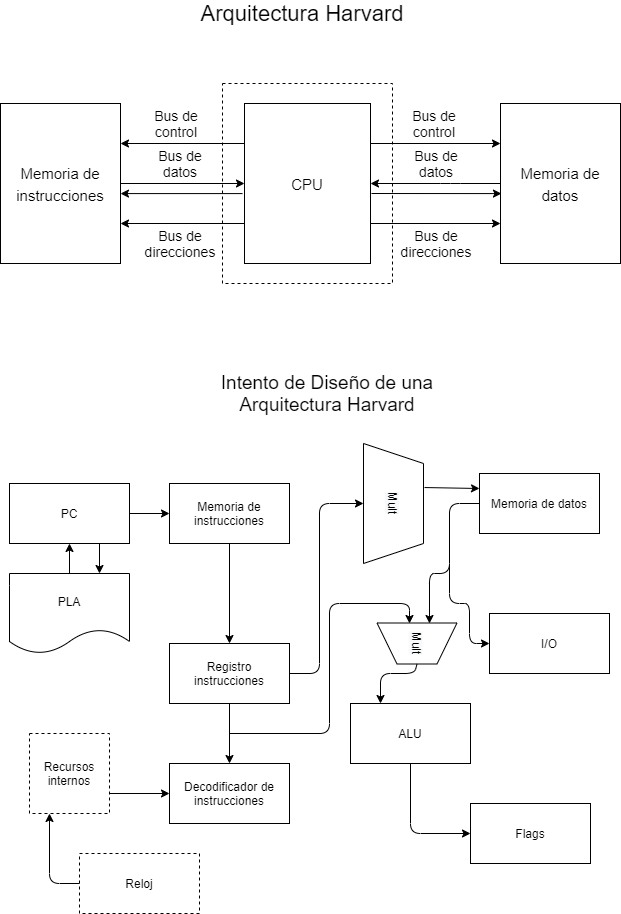 Arquitectura Harvard
Bus de
control
Bus de
control
Memoria de
instrucciones
Bus de
datos
CPU
Bus de
datos
Memoria de
datos
Bus de
direcciones
Bus de
direcciones
Intento de Diseño de una
Arquitectura Harvard
PC
Memoria de
instrucciones
Mult
Memoria de datos
PLA
Registro
instrucciones
Mult
I/O
Recursos
internos
Decodificador de
instrucciones
ALU
Flags
Reloj